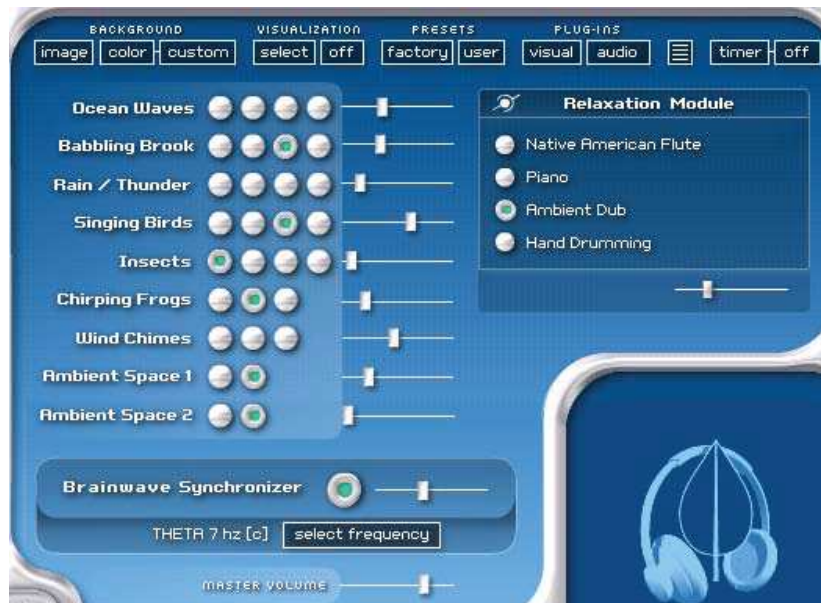 BACKGROUND VISUALIZATION PRESETS PLUG-INS
image color custom select off factory user visual audio timer off
Ocean Waves
Babbling Brook
Rain / Thunder
Singing Birds
Insects
Chirping Frogs
Wind Chimes
Ambient Space 1
Ambient Space 2
Relaxation Module
Native American Flute
Piano
Ambient Dub
Hand Drumming
Brainwave Synchronizer
THETA 7 hz [c] select frequency
MASTER VOLUME